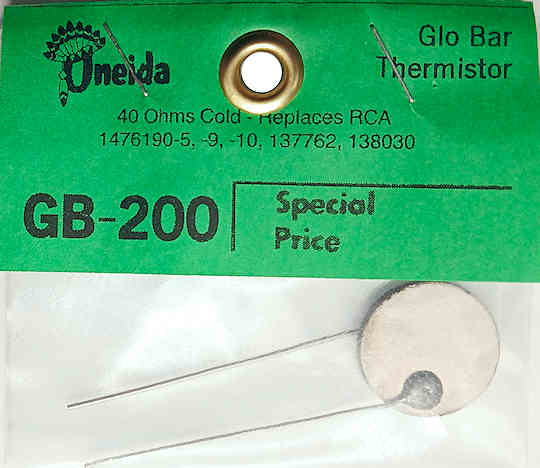 Oneida
Glo Bar
Thermistor
40 Ohms Cold - Replaces RCA
1476190-5, -9, -10, 137762, 138030
GB-200
Special
Price